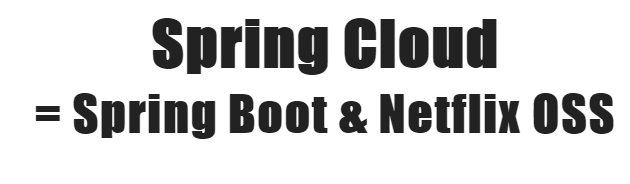 Spring Cloud
= Spring Boot & Netflix OSS